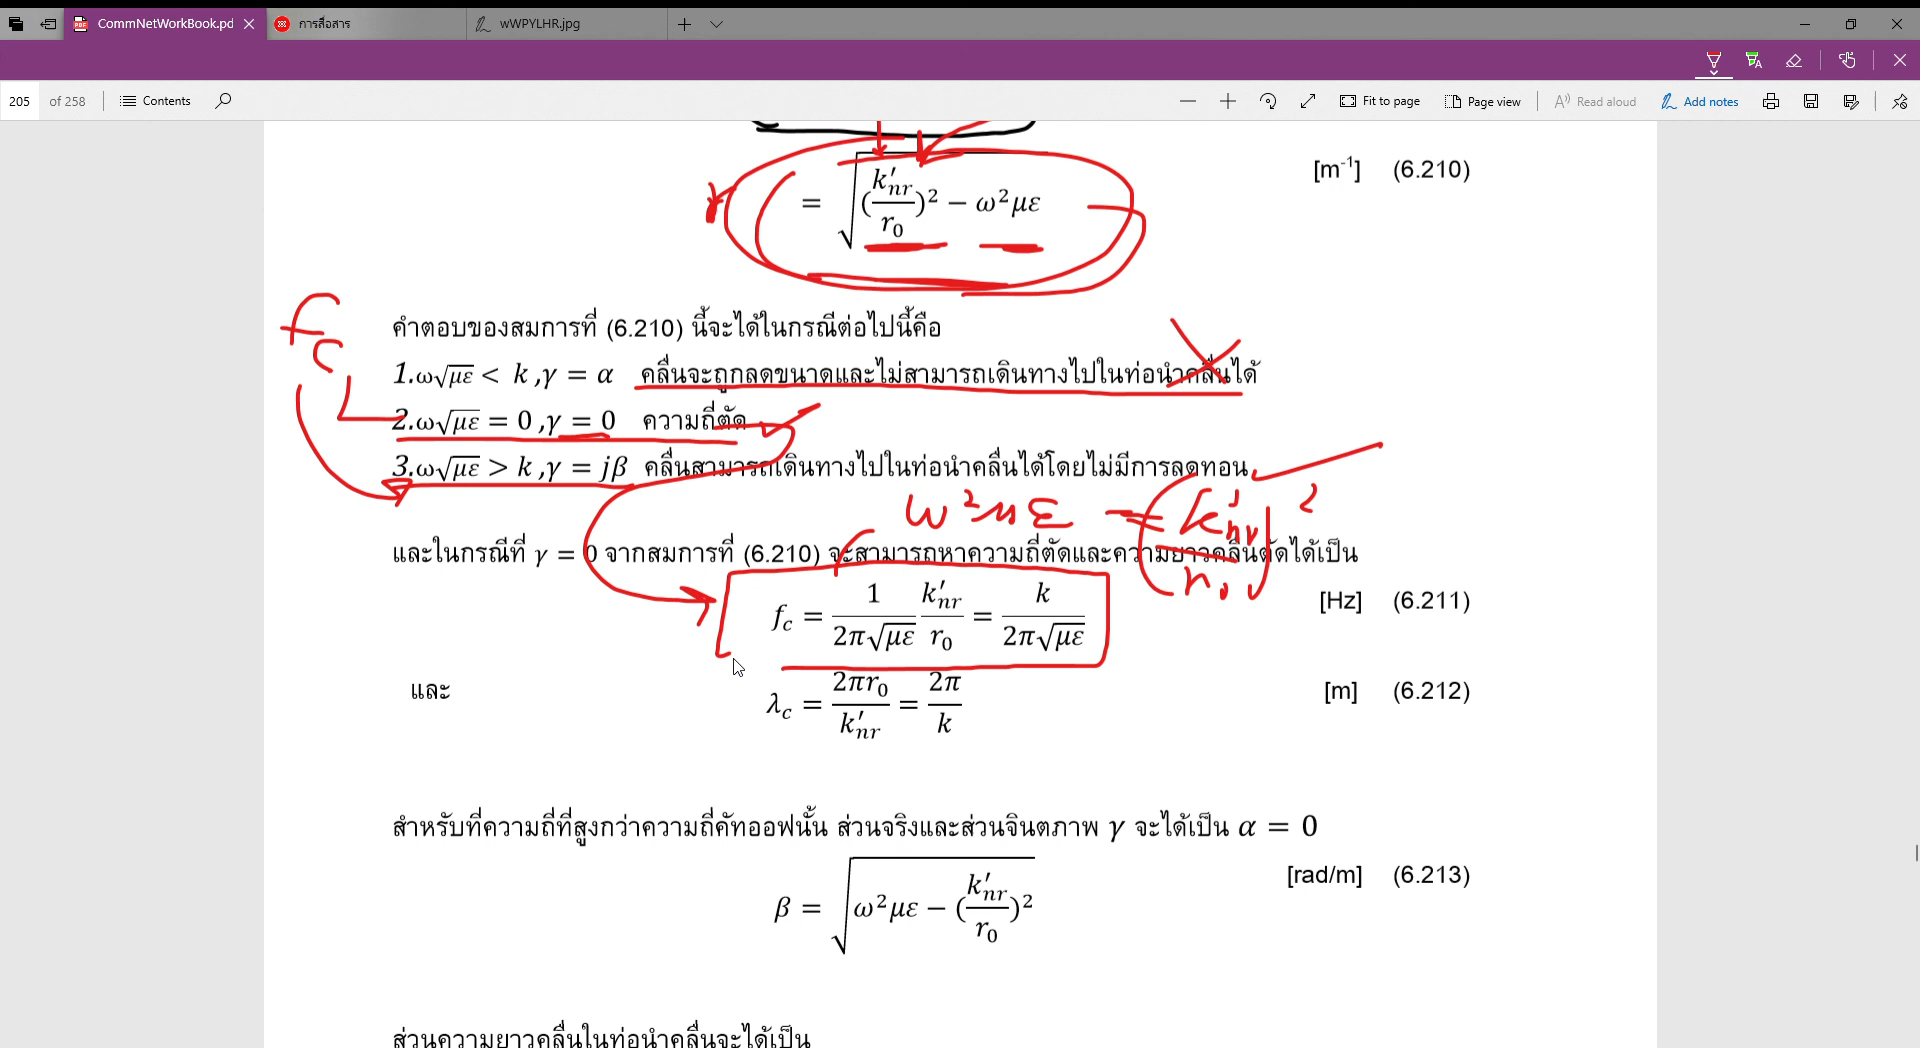 CommNetWorkBook.pd
การสื่อสาร
wWPYLHR.jpg
205 of 258 Contents Fit to page Page view Read aloud Add notes
= √(k′nr/r0)² − ω²με [m⁻¹] (6.210)
fc
คำตอบของสมการที่ (6.210) นี้จะได้ในกรณีต่อไปนี้คือ
1.ω√με < k ,γ = α คลื่นจะถูกลดขนาดและไม่สามารถเดินทางไปในท่อนำคลื่นได้
2.ω√με = 0 ,γ = 0 ความถี่ตัด
3.ω√με > k ,γ = jβ คลื่นสามารถเดินทางไปในท่อนำคลื่นได้โดยไม่มีการลดทอน
ω²με = (k′nr/r0)²
และในกรณีที่ γ = 0 จากสมการที่ (6.210) จะสามารถหาความถี่ตัดและความยาวคลื่นตัดได้เป็น
fc = 1/2π√με k′nr/r0 = k/2π√με [Hz] (6.211)
และ λc = 2πr0/k′nr = 2π/k [m] (6.212)
สำหรับที่ความถี่ที่สูงกว่าความถี่คัทออฟนั้น ส่วนจริงและส่วนจินตภาพ γ จะได้เป็น α = 0
β = √ω²με − (k′nr/r0)² [rad/m] (6.213)
ส่วนความยาวคลื่นในท่อนำคลื่นจะได้เป็น